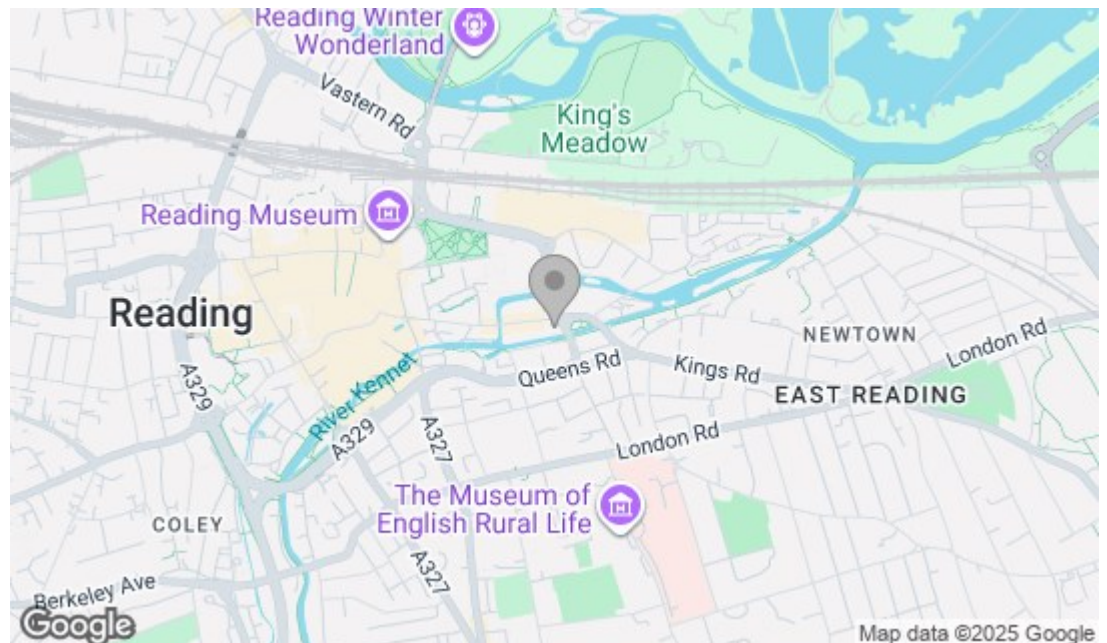 Reading Winter
Wonderland
Vastern Rd
King's
Meadow
Reading Museum
Reading
NEWTOWN
London Rd
Queens Rd
Kings Rd
EAST READING
A329
River Kennet
A329
A327
London Rd
The Museum of
English Rural Life
COLEY
A327
Berkeley Ave
Google
Map data ©2025 Google